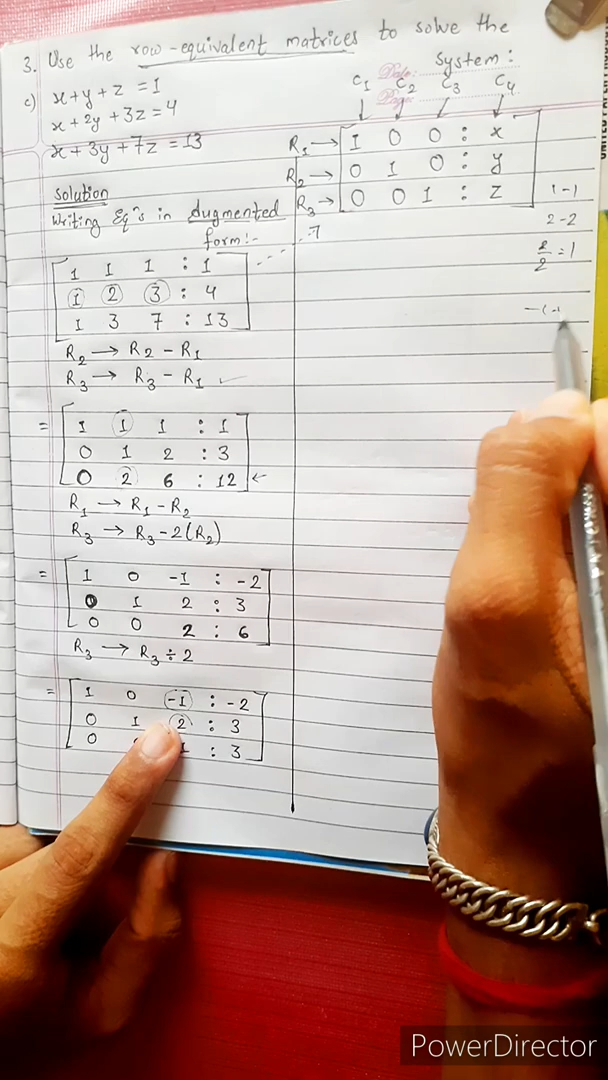 3. Use the row-equivalent matrices to solve the
system:
c) x+y+z =1
x+2y+3z=4
x+3y+7z=13
Date:
Page:
C1 C2 C3 C4
R1→ 1 0 0 : x
R2→ 0 1 0 : y
R3→ 0 0 1 : z
1-1
2-2
2/2=1
Solution
Writing Eqns in augmented
form:-
1 1 1 : 1
1 2 3 : 4
1 3 7 : 13
R2 → R2 - R1
R3 → R3 - R1
= 1 1 1 : 1
0 1 2 : 3
0 2 6 : 12 ←
R1 → R1 - R2
R3 → R3-2(R2)
= 1 0 -1 : -2
0 1 2 : 3
0 0 2 : 6
R3 → R3÷2
= 1 0 -1 : -2
0 1 2 : 3
0 1 : 3
PowerDirector